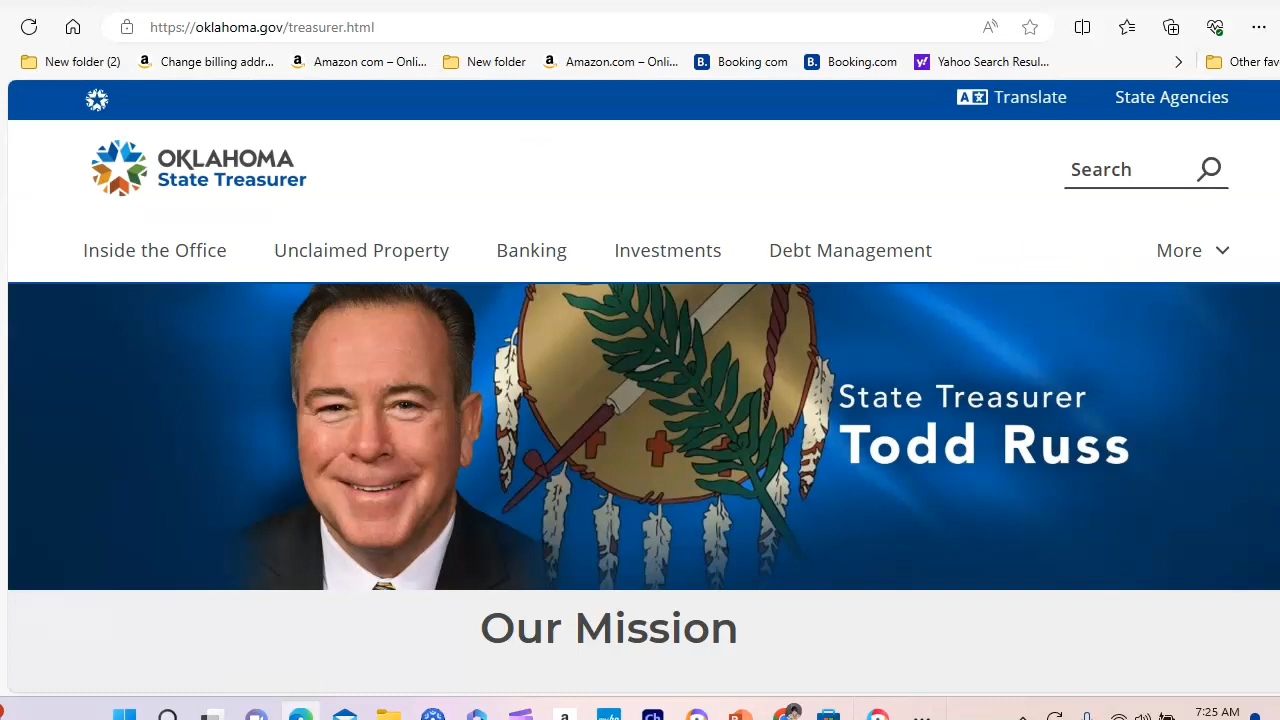 https://oklahoma.gov/treasurer.html
New folder (2)
Change billing addr...
Amazon com – Onli...
New folder
Amazon.com – Onli...
Booking com
Booking.com
Yahoo Search Resul...
Other fav
Translate
State Agencies
OKLAHOMA
State Treasurer
Search
Inside the Office
Unclaimed Property
Banking
Investments
Debt Management
More
State Treasurer
Todd Russ
Our Mission
7:25 AM